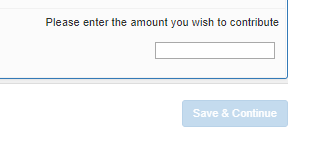 Please enter the amount you wish to contribute
Save & Continue